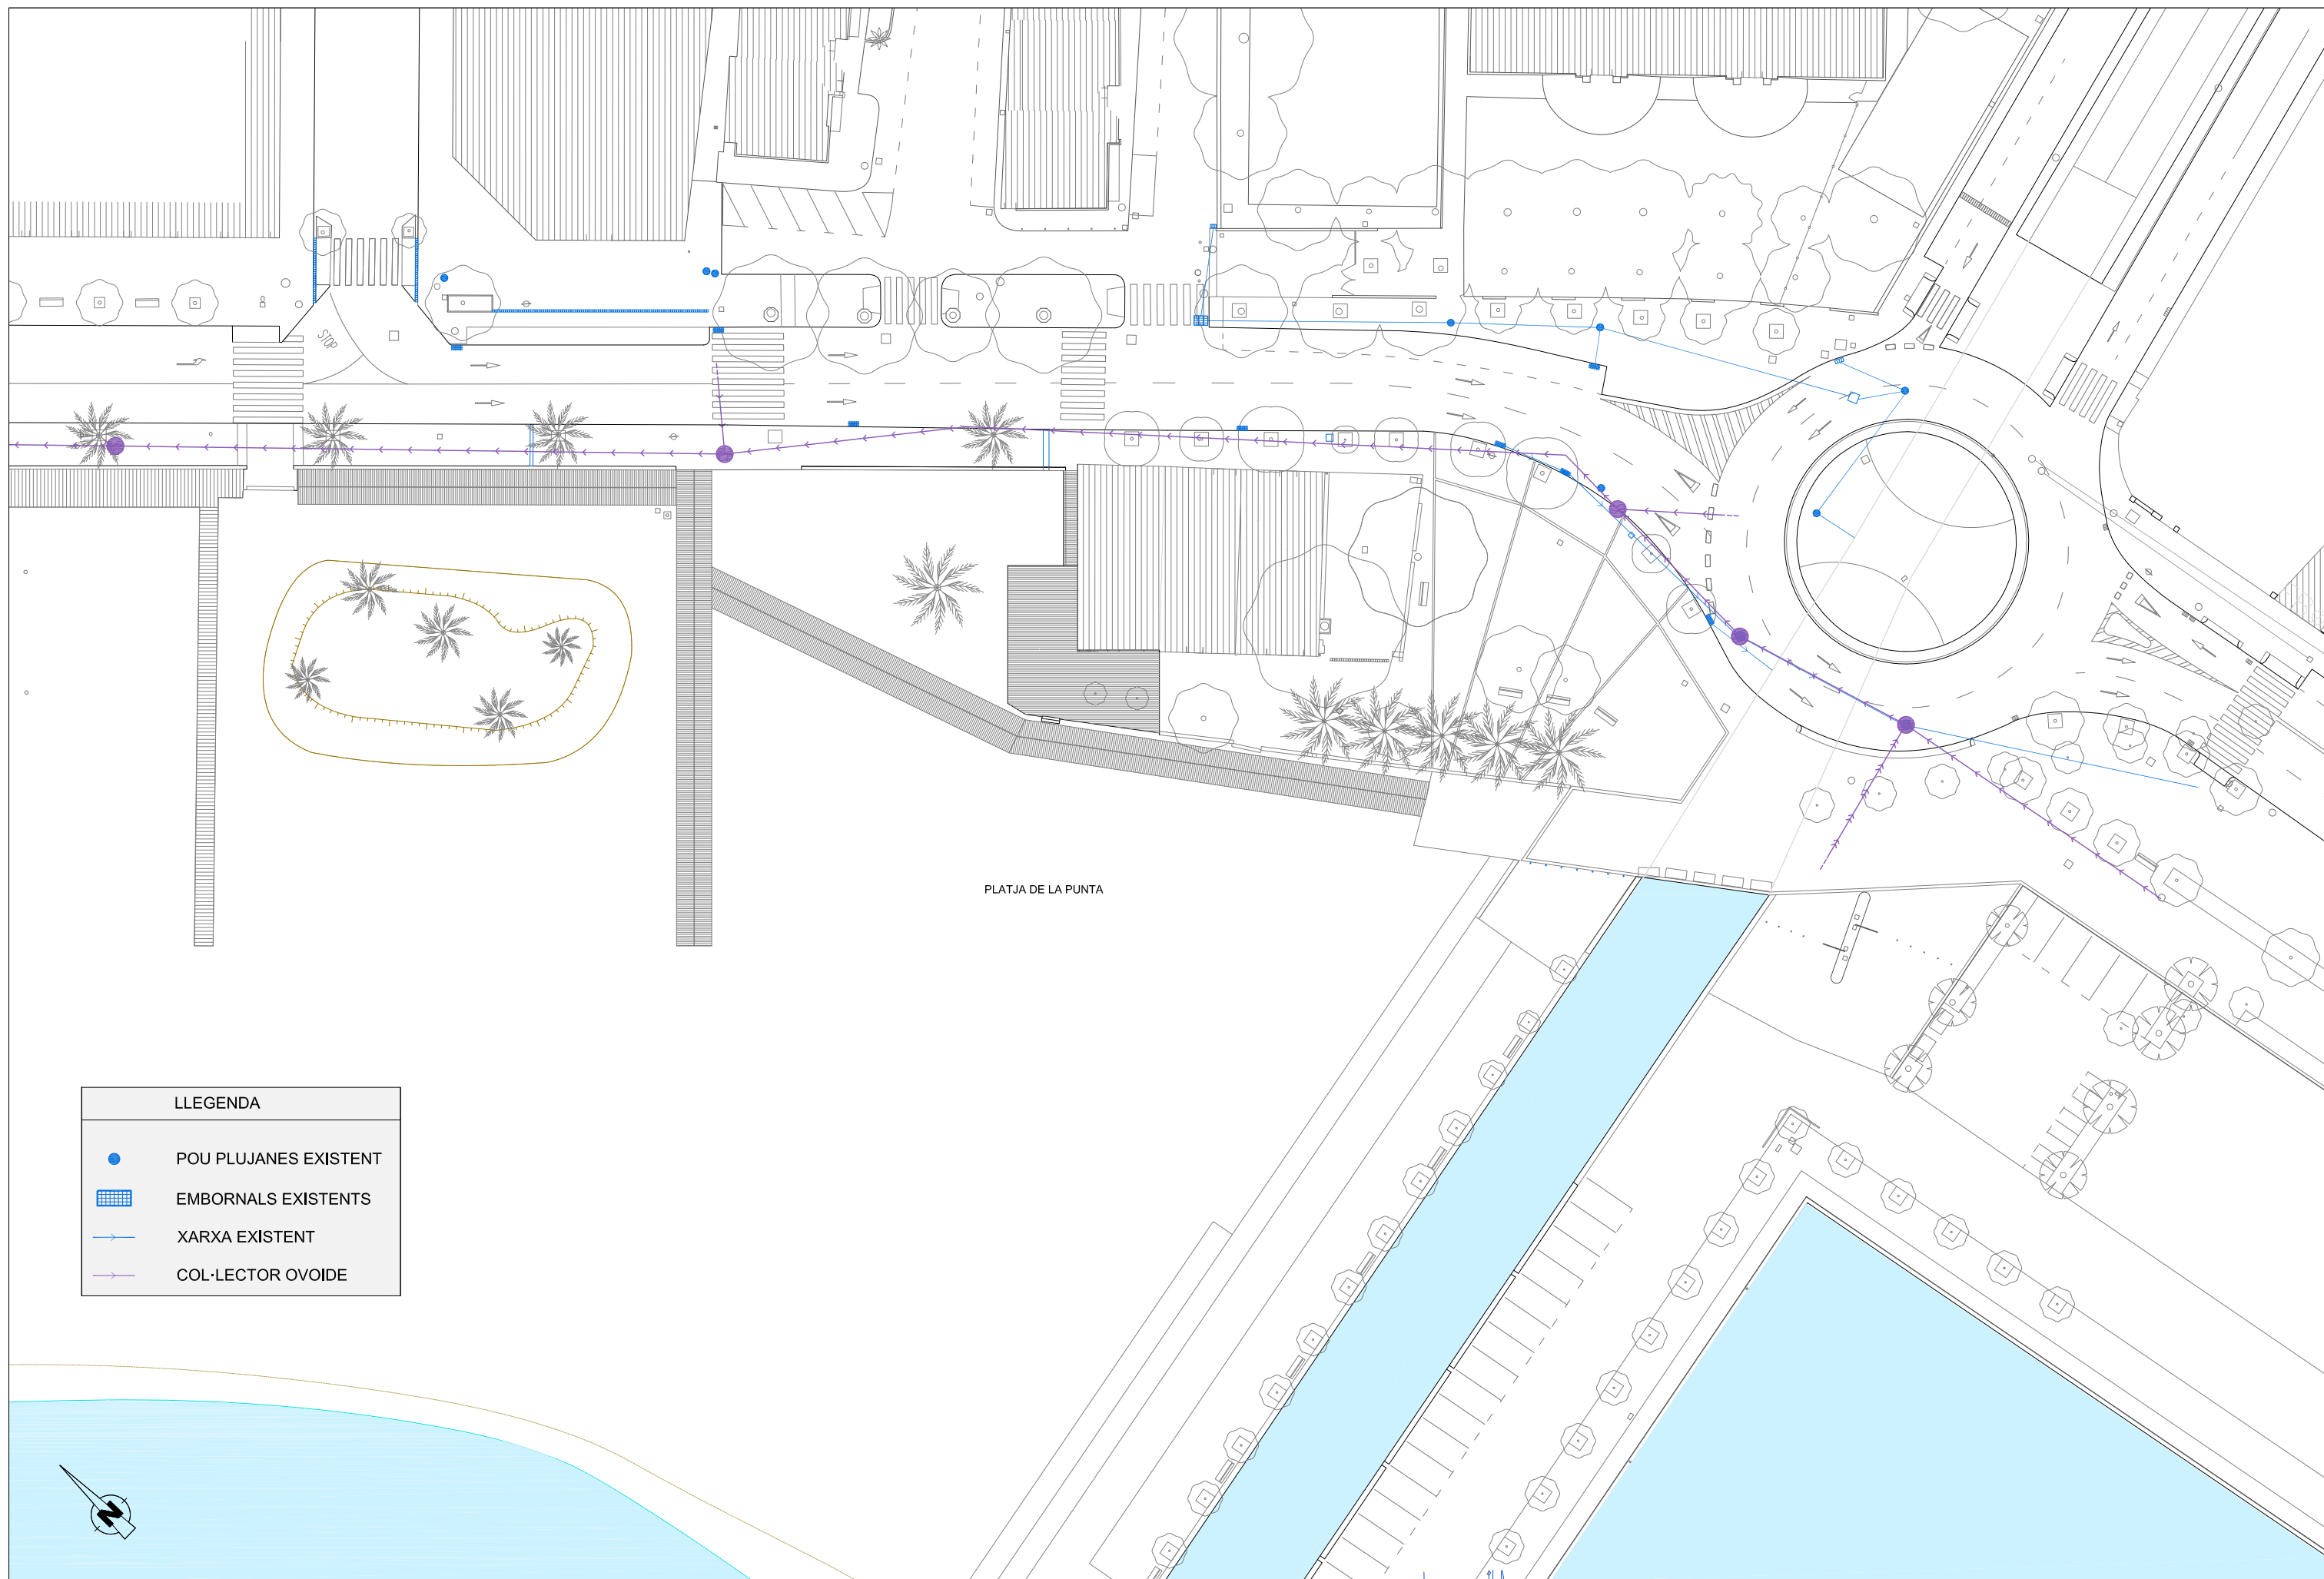 STOP
PLATJA DE LA PUNTA
LLEGENDA
POU PLUJANES EXISTENT
EMBORNALS EXISTENTS
XARXA EXISTENT
COL·LECTOR OVOIDE
N